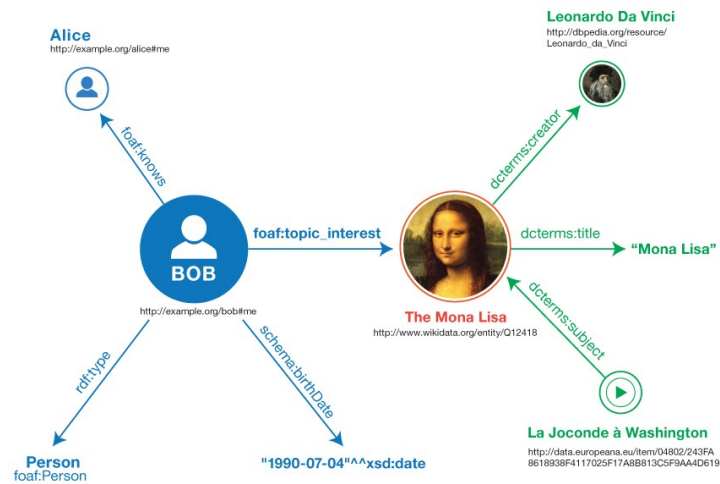 Alice
http://example.org/alice#me
Leonardo Da Vinci
http://dbpedia.org/resource/
Leonardo_da_Vinci
foaf:knows
dcterms:creator
BOB
foaf:topic_interest
dcterms:title
“Mona Lisa”
http://example.org/bob#me
The Mona Lisa
http://www.wikidata.org/entity/Q12418
dcterms:subject
rdf:type
schema:birthDate
La Joconde à Washington
http://data.europeana.eu/item/04802/243FA
8618938F4117025F17A8B813C5F9AA4D619
Person
foaf:Person
"1990-07-04"^^xsd:date